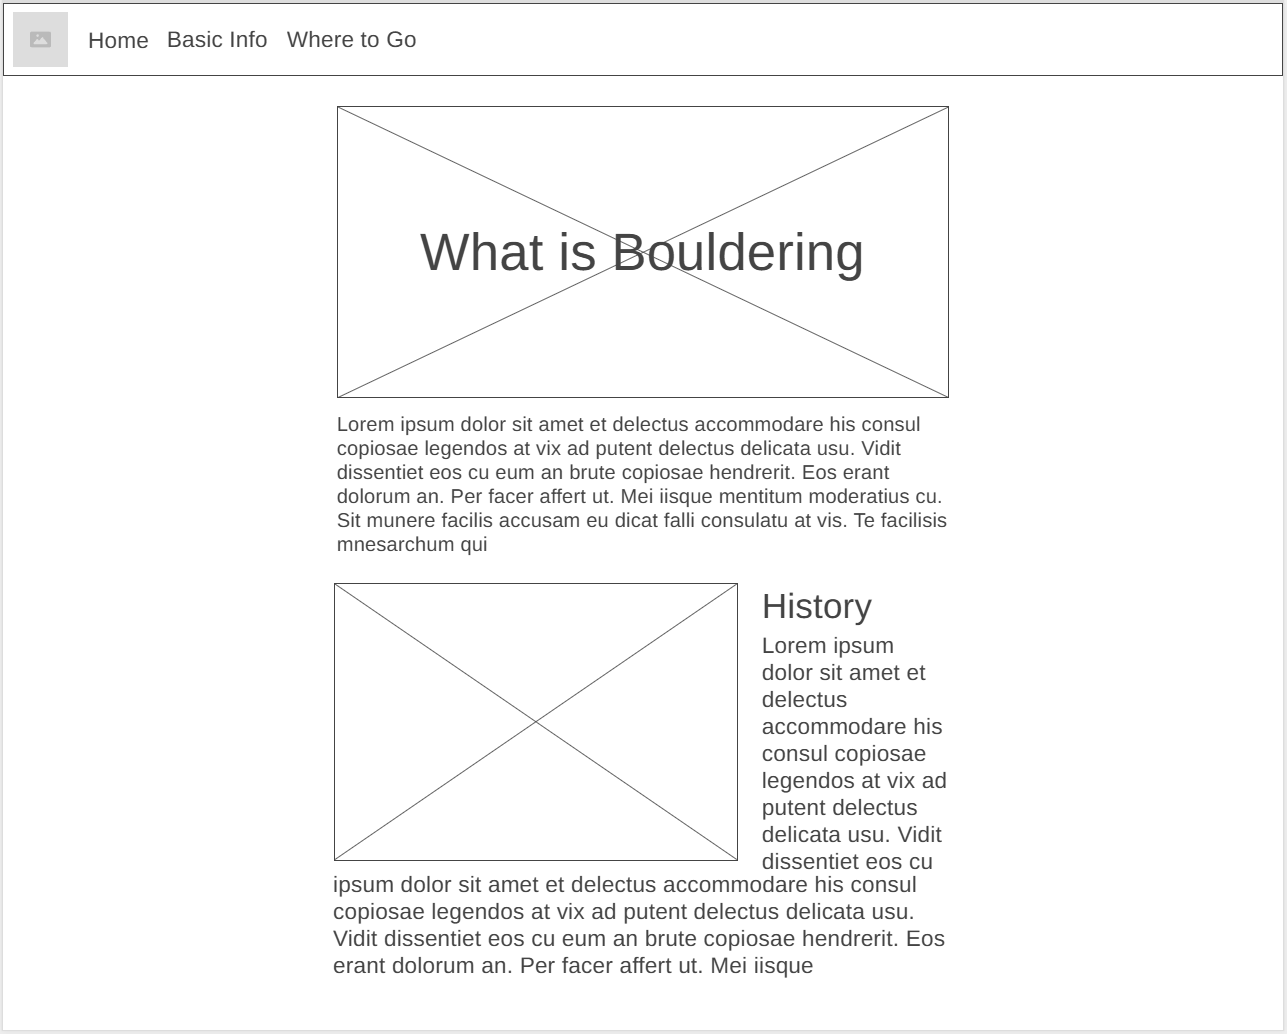 Home Basic Info Where to Go
What is Bouldering
Lorem ipsum dolor sit amet et delectus accommodare his consul
copiosae legendos at vix ad putent delectus delicata usu. Vidit
dissentiet eos cu eum an brute copiosae hendrerit. Eos erant
dolorum an. Per facer affert ut. Mei iisque mentitum moderatius cu.
Sit munere facilis accusam eu dicat falli consulatu at vis. Te facilisis
mnesarchum qui
History
Lorem ipsum
dolor sit amet et
delectus
accommodare his
consul copiosae
legendos at vix ad
putent delectus
delicata usu. Vidit
dissentiet eos cu
ipsum dolor sit amet et delectus accommodare his consul
copiosae legendos at vix ad putent delectus delicata usu.
Vidit dissentiet eos cu eum an brute copiosae hendrerit. Eos
erant dolorum an. Per facer affert ut. Mei iisque